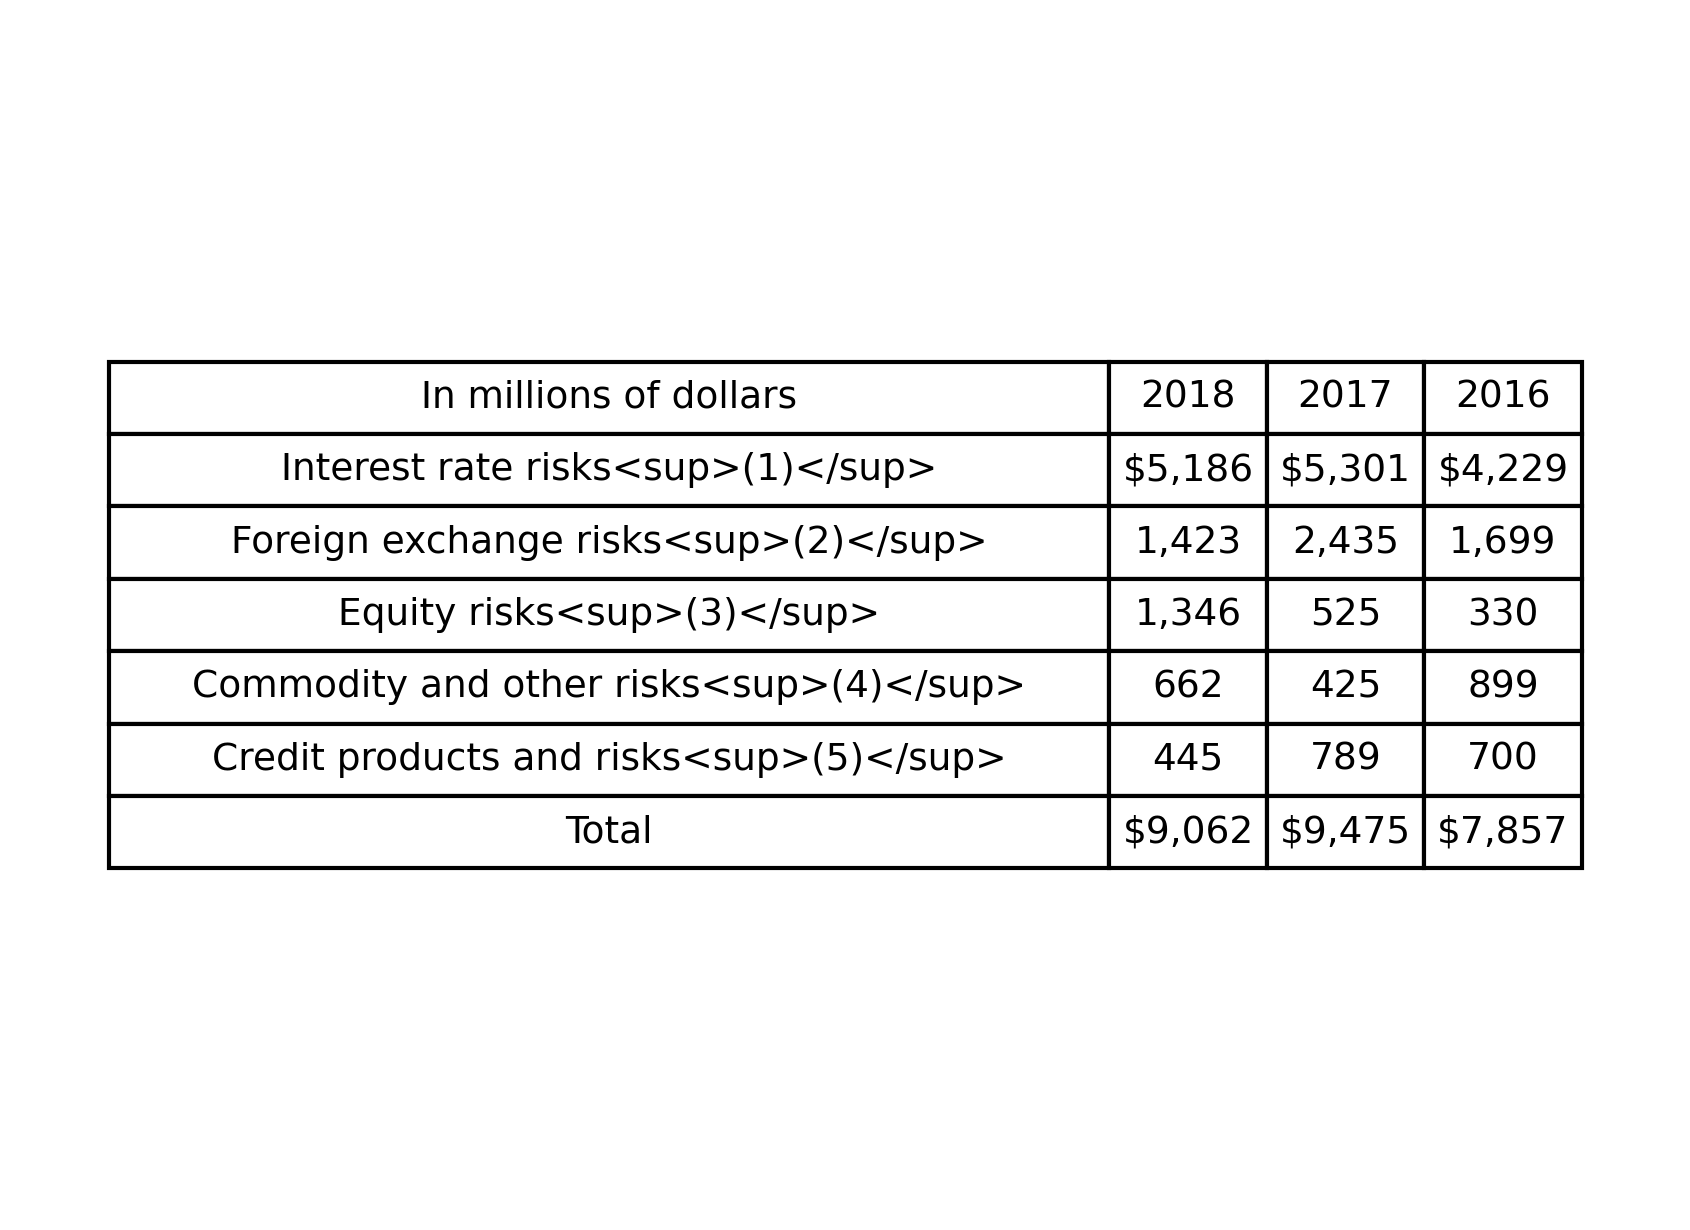 In millions of dollars 2018 2017 2016
Interest rate risks<sup>(1)</sup> $5,186 $5,301 $4,229
Foreign exchange risks<sup>(2)</sup> 1,423 2,435 1,699
Equity risks<sup>(3)</sup> 1,346 525 330
Commodity and other risks<sup>(4)</sup> 662 425 899
Credit products and risks<sup>(5)</sup> 445 789 700
Total $9,062 $9,475 $7,857